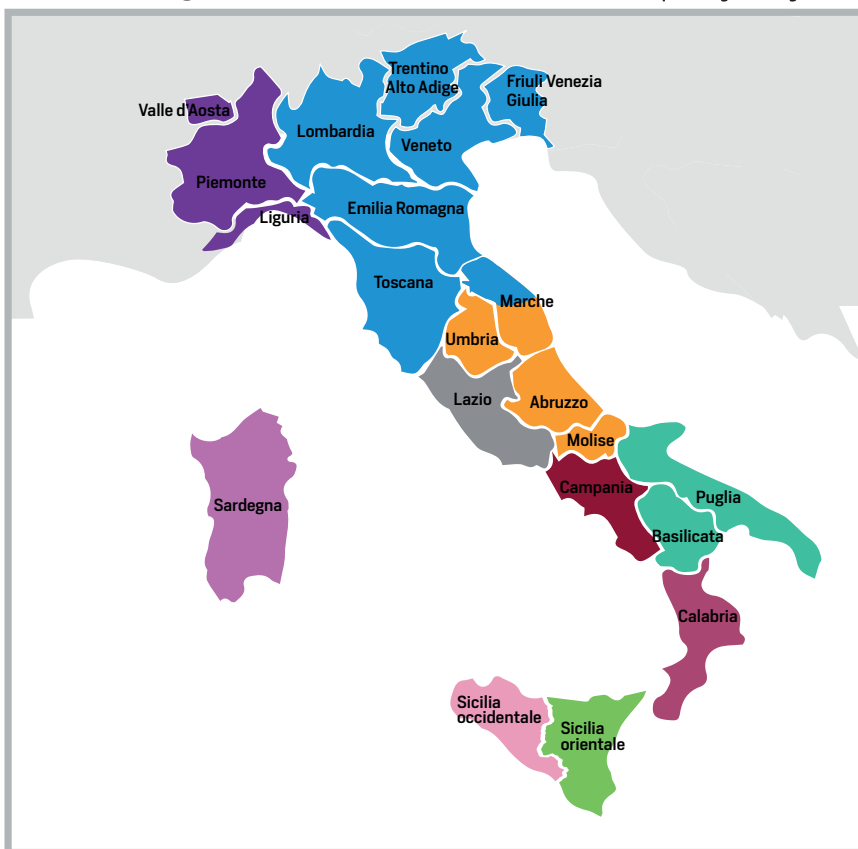 Trentino
Alto Adige
Friuli Venezia
Giulia
Valle d'Aosta
Lombardia
Veneto
Piemonte
Emilia Romagna
Liguria
Toscana
Marche
Umbria
Lazio
Abruzzo
Molise
Campania
Puglia
Sardegna
Basilicata
Calabria
Sicilia
occidentale
Sicilia
orientale